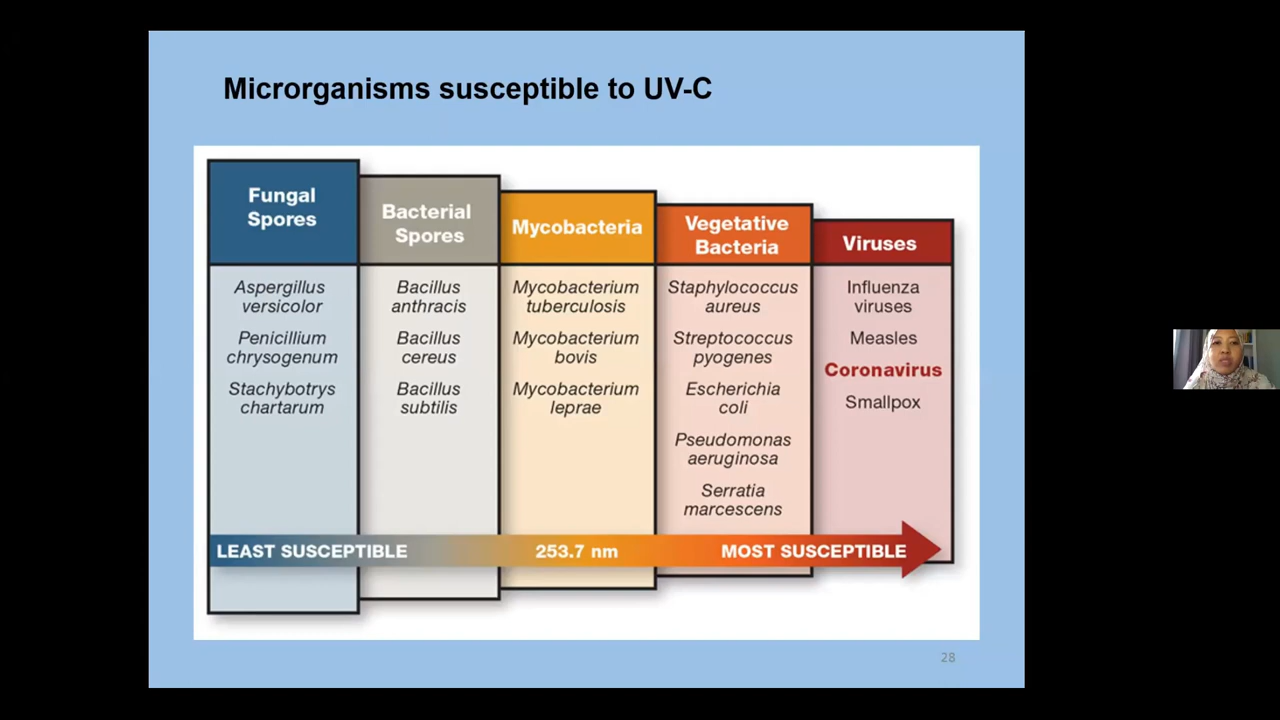 Microrganisms susceptible to UV-C
Fungal
Spores
Aspergillus
versicolor
Penicillium
chrysogenum
Stachybotrys
chartarum
Bacterial
Spores
Bacillus
anthracis
Bacillus
cereus
Bacillus
subtilis
Mycobacteria
Mycobacterium
tuberculosis
Mycobacterium
bovis
Mycobacterium
leprae
Vegetative
Bacteria
Staphylococcus
aureus
Streptococcus
pyogenes
Escherichia
coli
Pseudomonas
aeruginosa
Serratia
marcescens
Viruses
Influenza
viruses
Measles
Coronavirus
Smallpox
LEAST SUSCEPTIBLE 253.7 nm MOST SUSCEPTIBLE
28